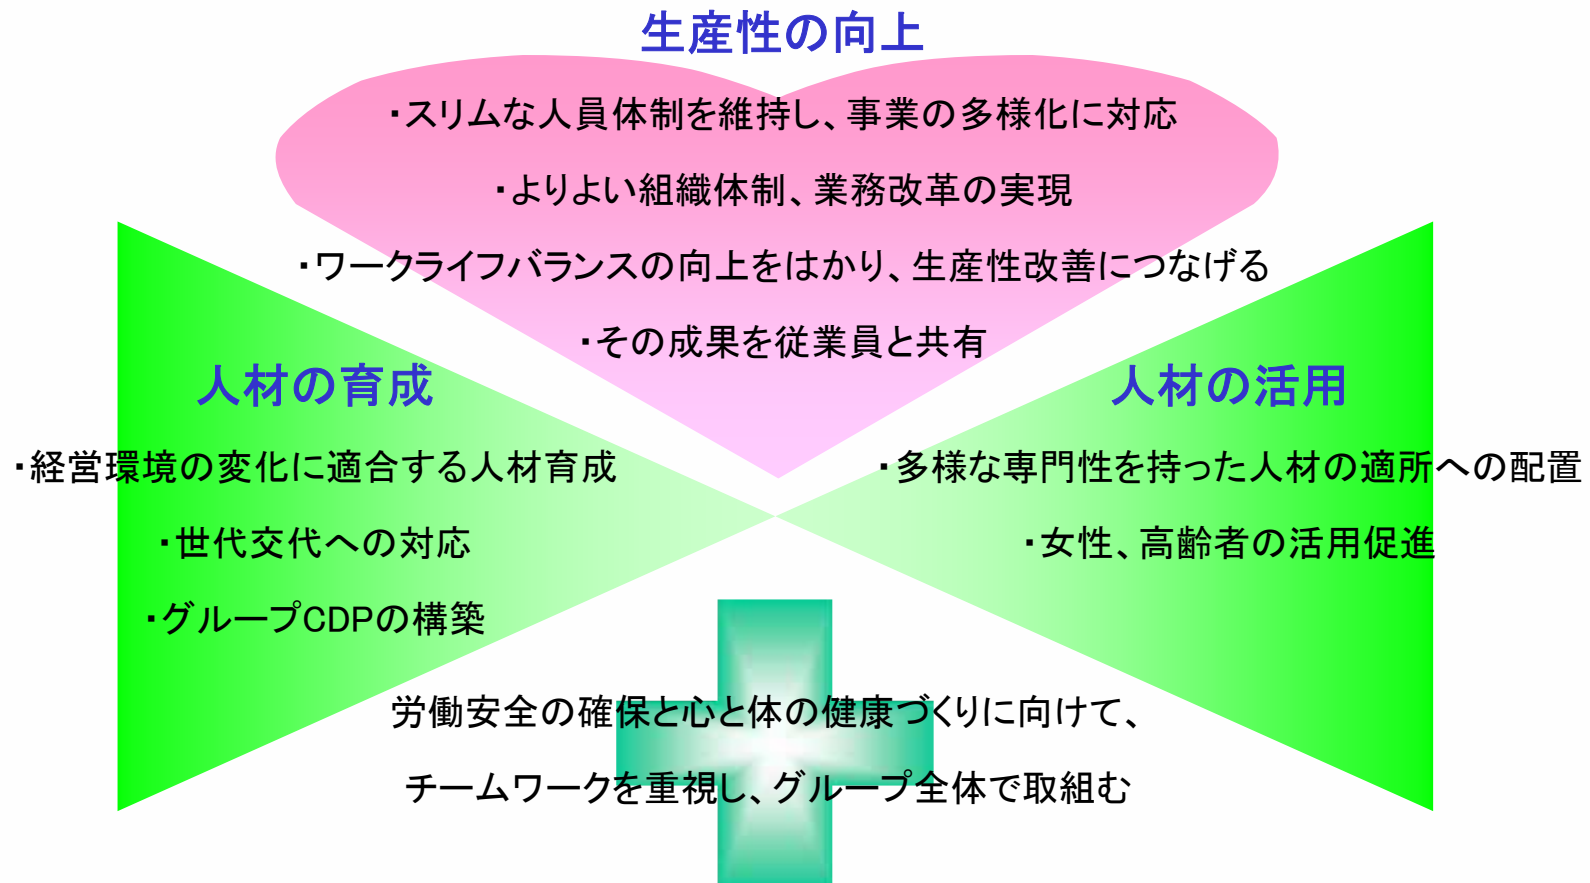 生産性の向上
・スリムな人員体制を維持し、事業の多様化に対応
・よりよい組織体制、業務改革の実現
・ワークライフバランスの向上をはかり、生産性改善につなげる
・その成果を従業員と共有
人材の育成
・経営環境の変化に適合する人材育成
・世代交代への対応
・グループCDPの構築
人材の活用
・多様な専門性を持った人材の適所への配置
・女性、高齢者の活用促進
労働安全の確保と心と体の健康づくりに向けて、
チームワークを重視し、グループ全体で取組む